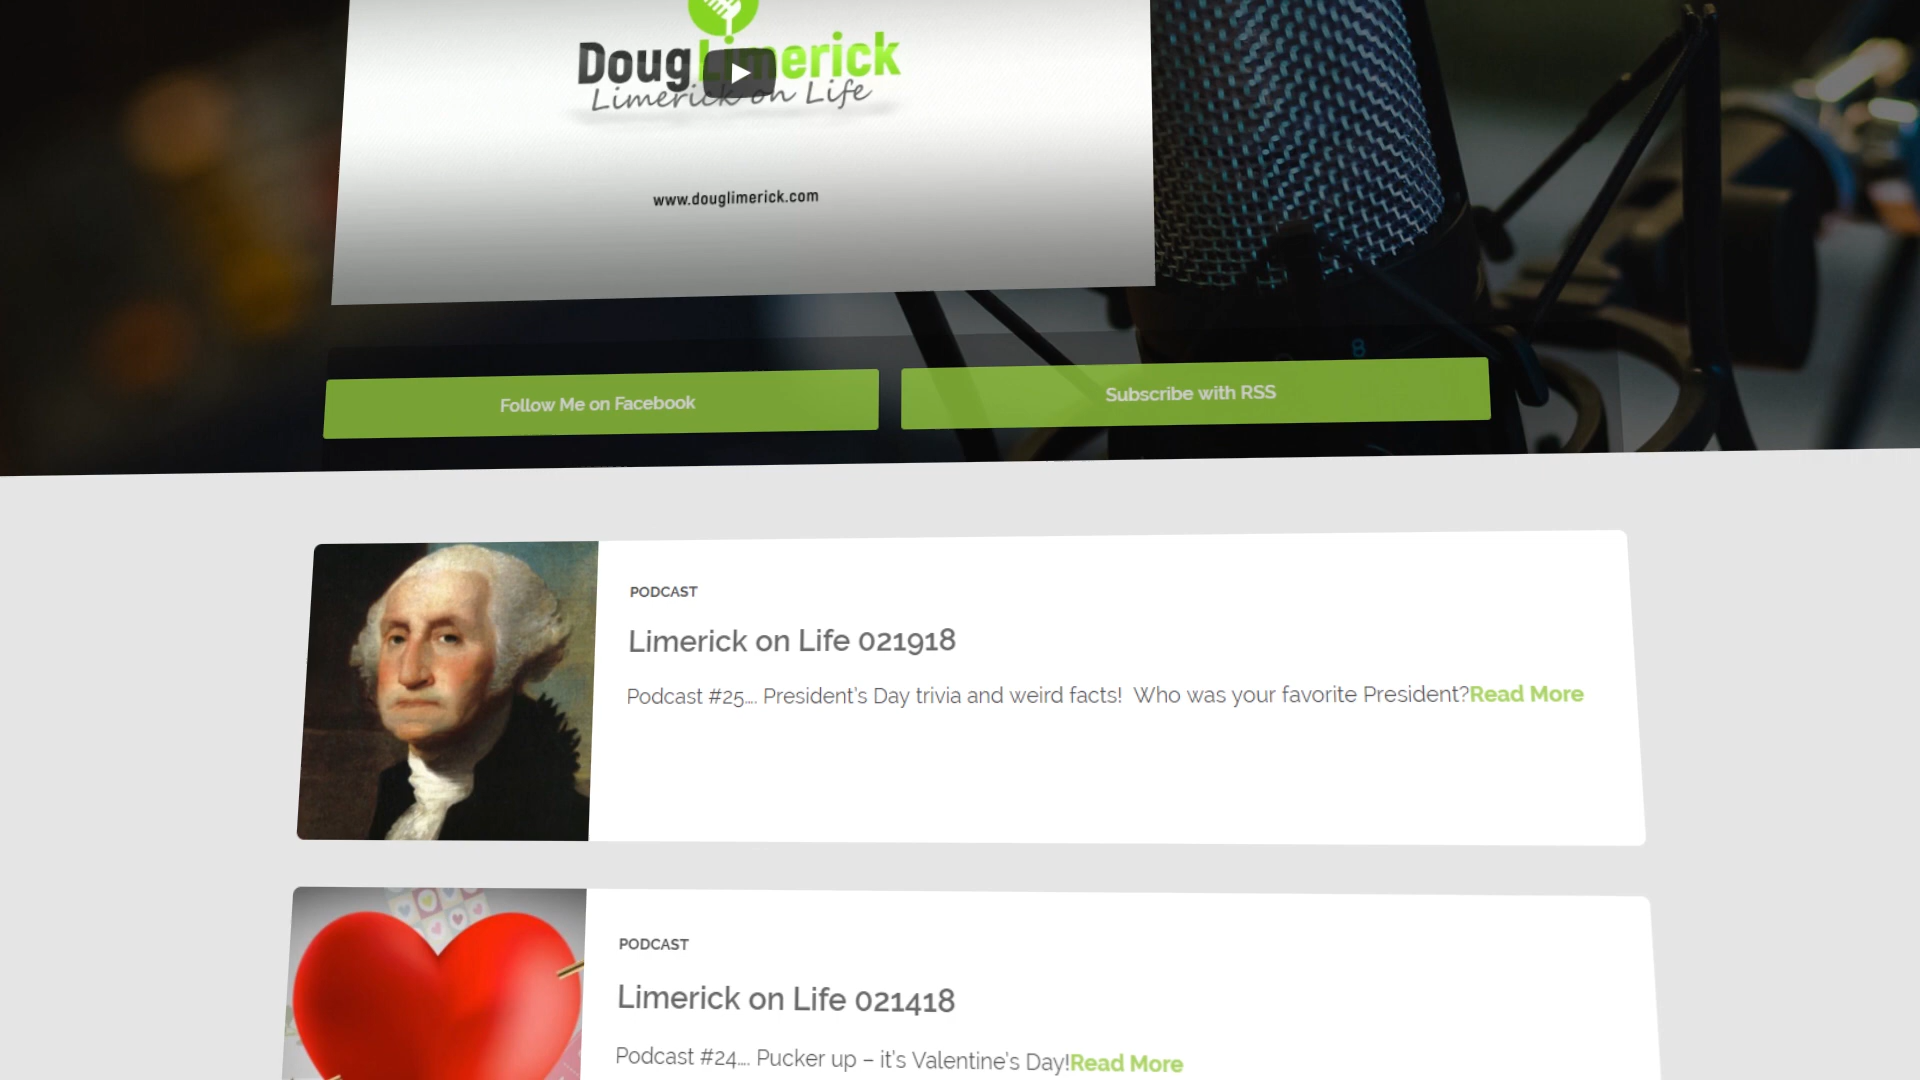 DougLimerick
Limerick on Life
www.douglimerick.com
Follow Me on Facebook
Subscribe with RSS
PODCAST
Limerick on Life 021918
Podcast #25…. President's Day trivia and weird facts!  Who was your favorite President?Read More
PODCAST
Limerick on Life 021418
Podcast #24…. Pucker up – it's Valentine's Day!Read More